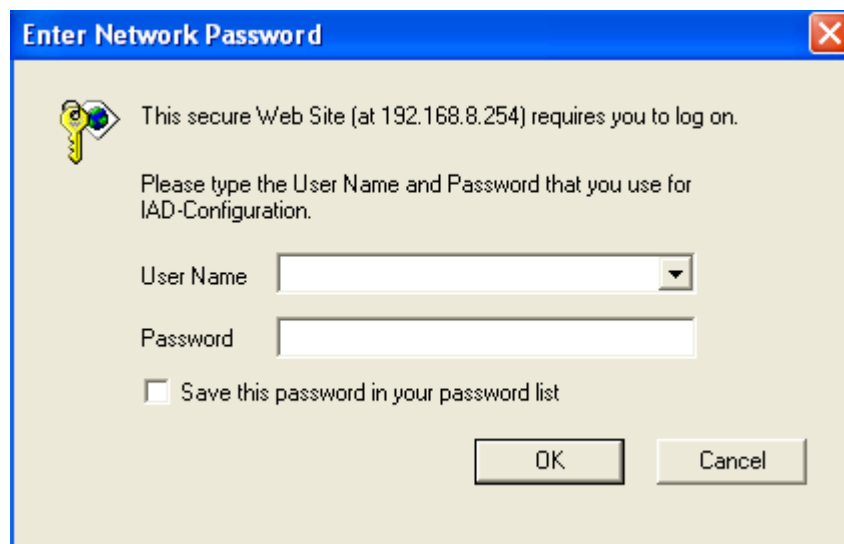 Enter Network Password
This secure Web Site (at 192.168.8.254) requires you to log on.
Please type the User Name and Password that you use for
IAD-Configuration.
User Name
Password
Save this password in your password list
OK
Cancel